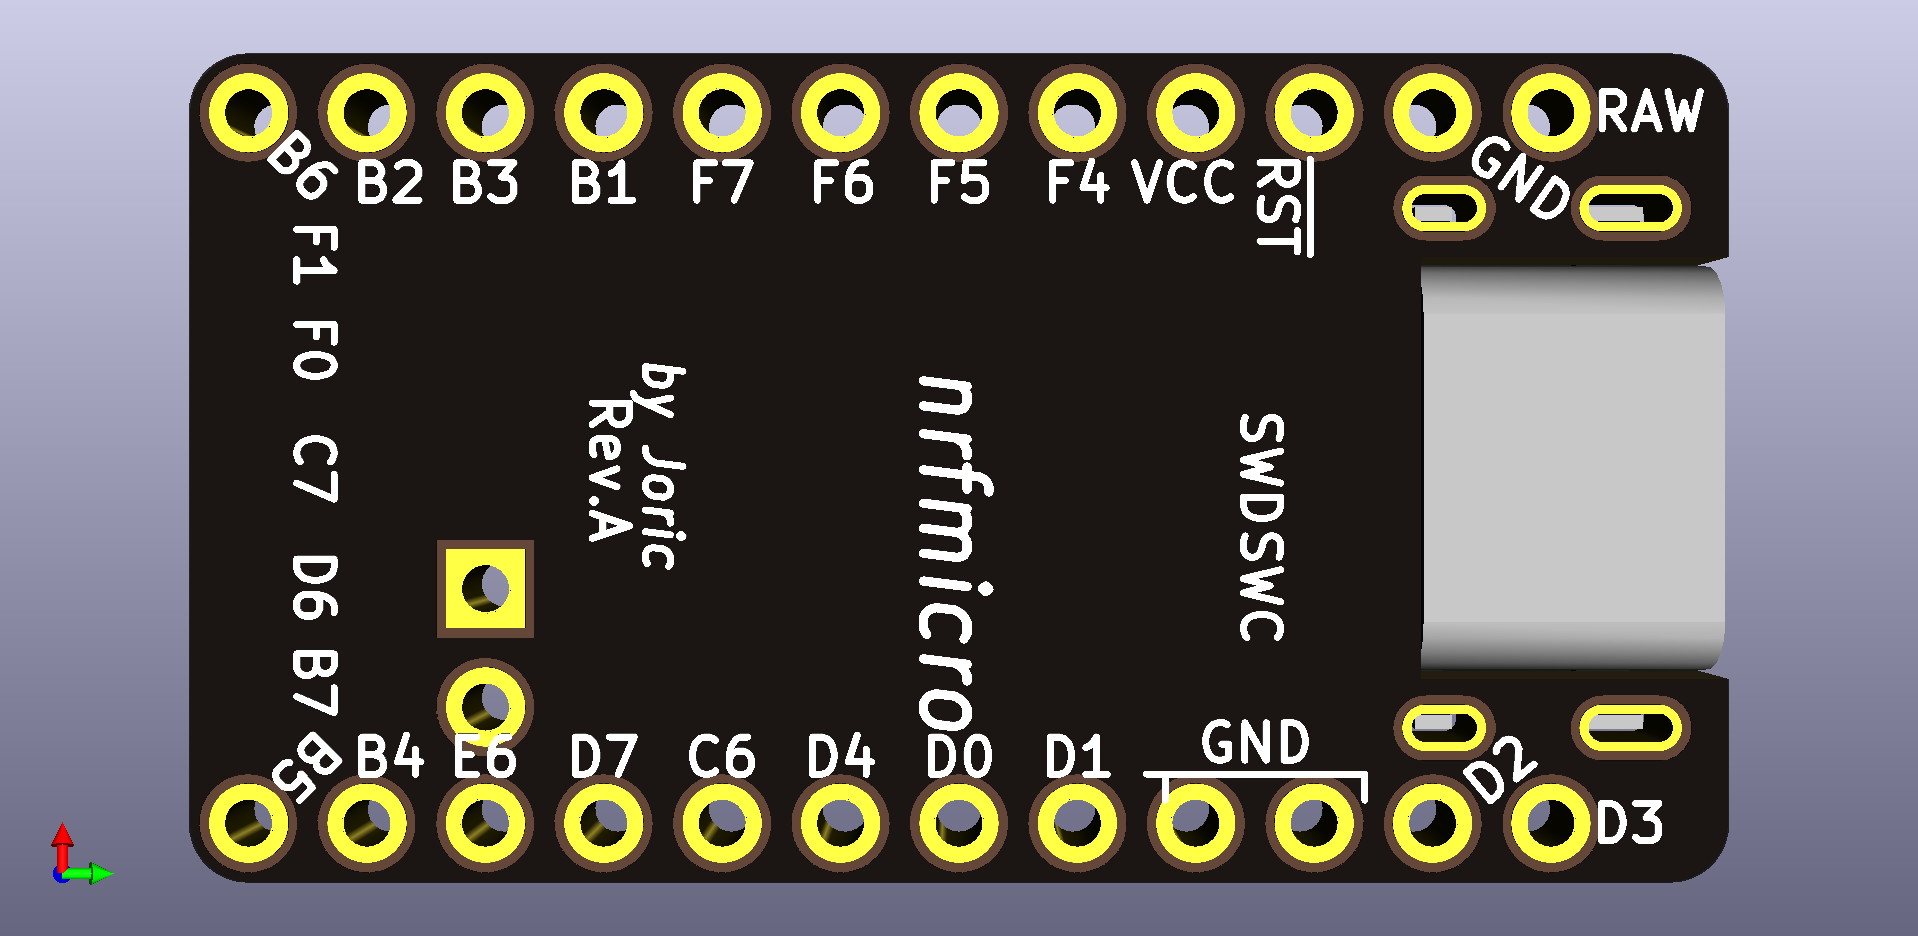 RAW
GND
RST
VCC
F4
F5
F6
F7
B1
B3
B2
B6
F1
F0
C7
D6
B7
B5
by Joric
Rev.A
nrfmicro
SWDSWC
B4
E6
D7
C6
D4
D0
D1
GND
D2
D3